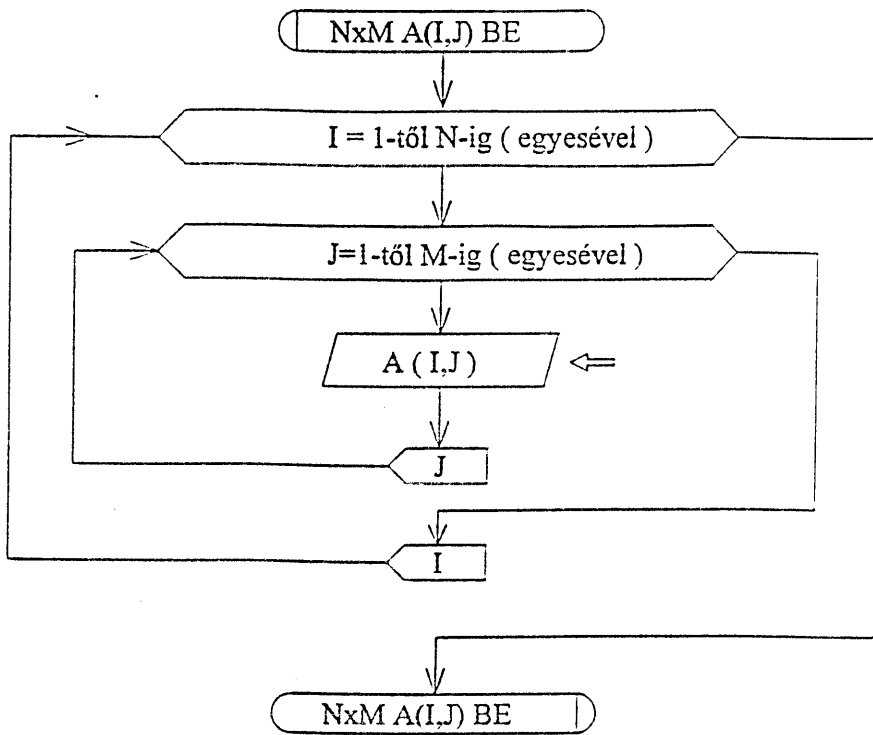 NxM A(I,J) BE
I = 1-től N-ig ( egyesével )
J=1-től M-ig ( egyesével )
A ( I,J )
J
I
NxM A(I,J) BE